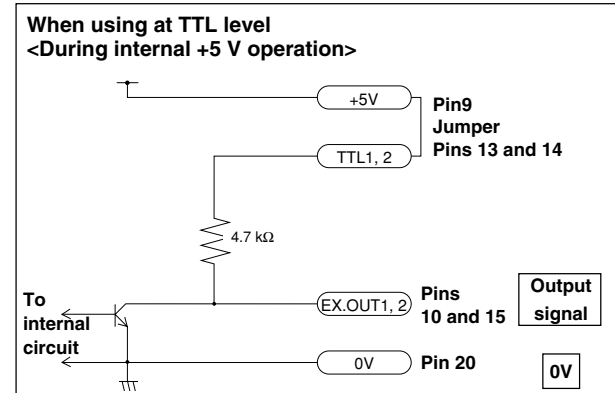 When using at TTL level
<During internal +5 V operation>
+5V
Pin9
Jumper
Pins 13 and 14
TTL1, 2
4.7 kΩ
To
internal
circuit
EX.OUT1, 2
Pins
10 and 15
Output
signal
0V
Pin 20
0V